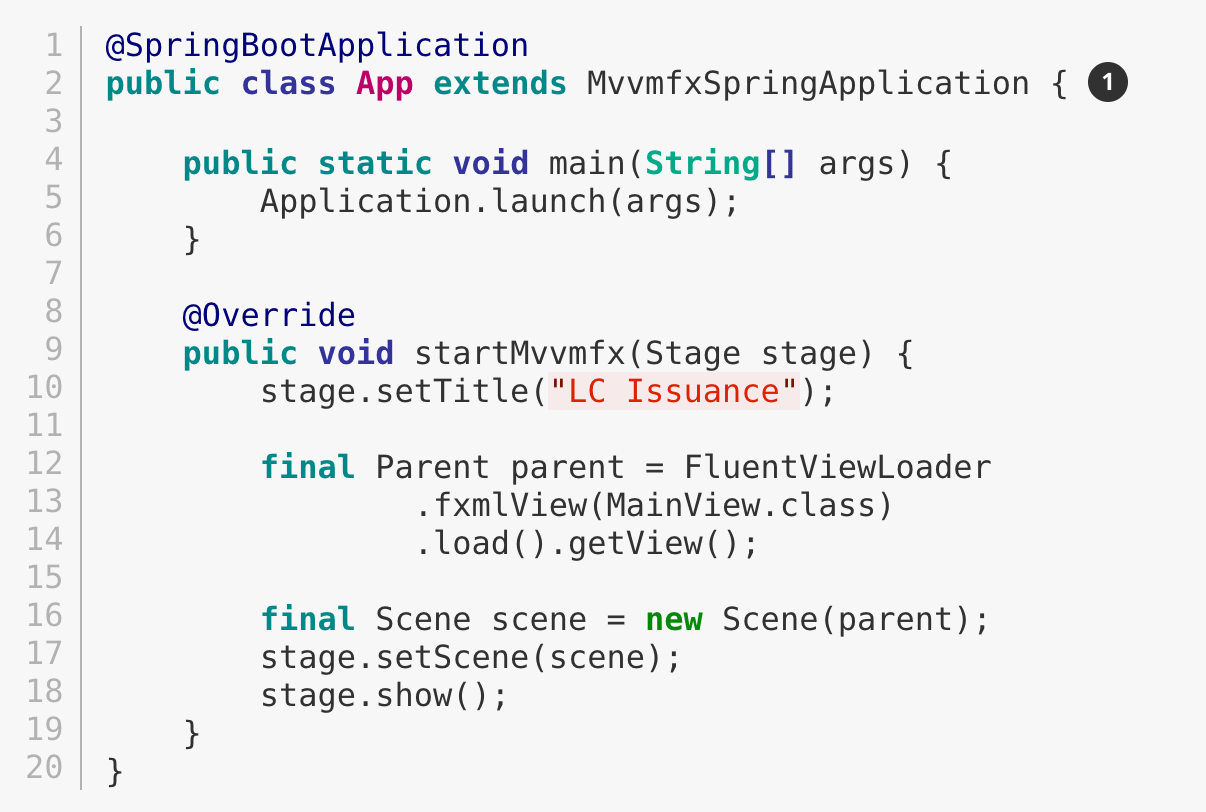 1 @SpringBootApplication
2 public class App extends MvvmfxSpringApplication { 1
3
4     public static void main(String[] args) {
5         Application.launch(args);
6     }
7
8     @Override
9     public void startMvvmfx(Stage stage) {
10         stage.setTitle("LC Issuance");
11
12         final Parent parent = FluentViewLoader
13                 .fxmlView(MainView.class)
14                 .load().getView();
15
16         final Scene scene = new Scene(parent);
17         stage.setScene(scene);
18         stage.show();
19     }
20 }